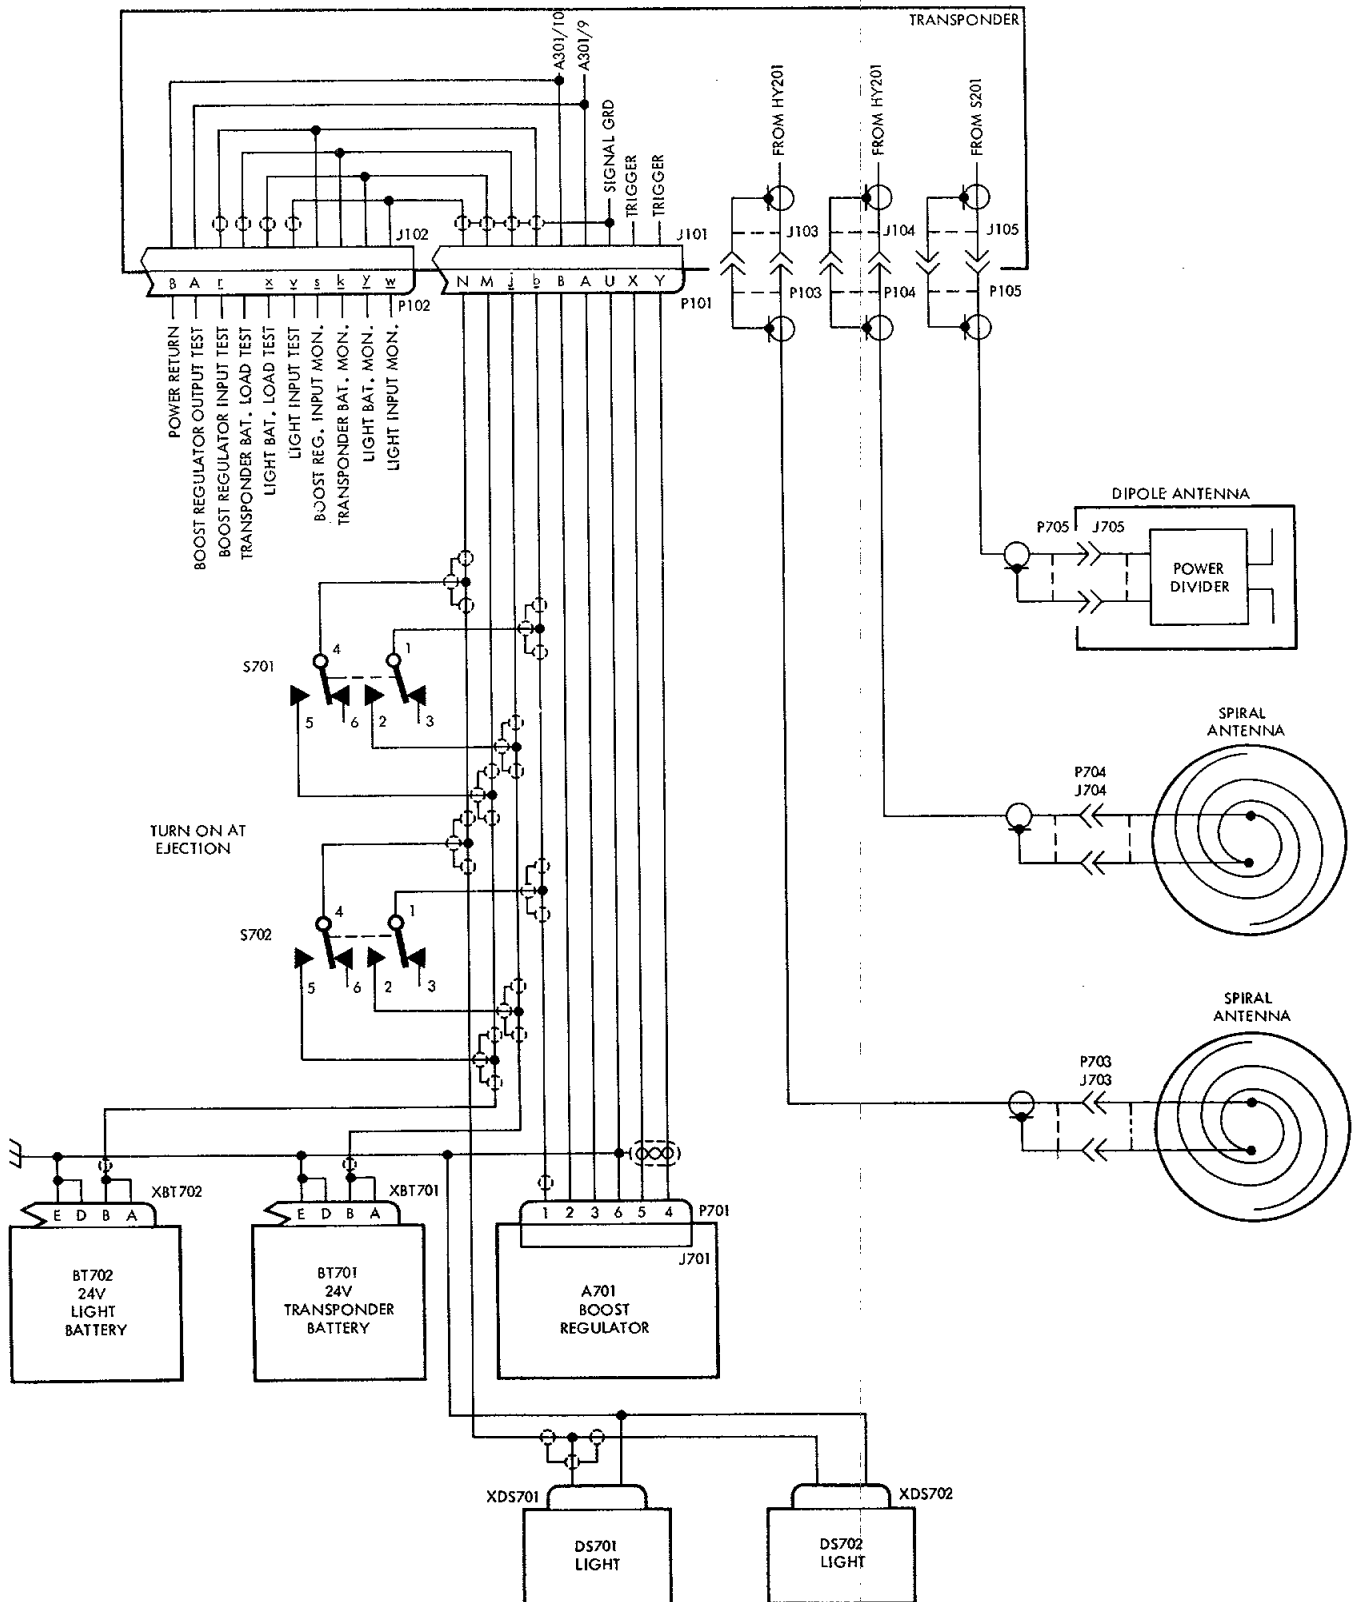 TRANSPONDER
A301/10
A301/9
SIGNAL GRD
TRIGGER
TRIGGER
FROM HY201
FROM HY201
FROM S201
J102
J101
J103
J104
J105
B A r x v s k y w
N M j b B A U X Y
P102
P101
P103
P104
P105
POWER RETURN
BOOST REGULATOR OUTPUT TEST
BOOST REGULATOR INPUT TEST
TRANSPONDER BAT. LOAD TEST
LIGHT BAT. LOAD TEST
LIGHT INPUT TEST
BOOST REG. INPUT MON.
TRANSPONDER BAT. MON.
LIGHT BAT. MON.
LIGHT INPUT MON.
DIPOLE ANTENNA
P705 J705
POWER
DIVIDER
S701
4 1
5 6 2 3
SPIRAL
ANTENNA
P704
J704
TURN ON AT
EJECTION
S702
4 1
5 6 2 3
SPIRAL
ANTENNA
P703
J703
XBT702
E D B A
BT702
24V
LIGHT
BATTERY
XBT701
E D B A
BT701
24V
TRANSPONDER
BATTERY
1 2 3 6 5 4
P701
J701
A701
BOOST
REGULATOR
XDS701
DS701
LIGHT
XDS702
DS702
LIGHT